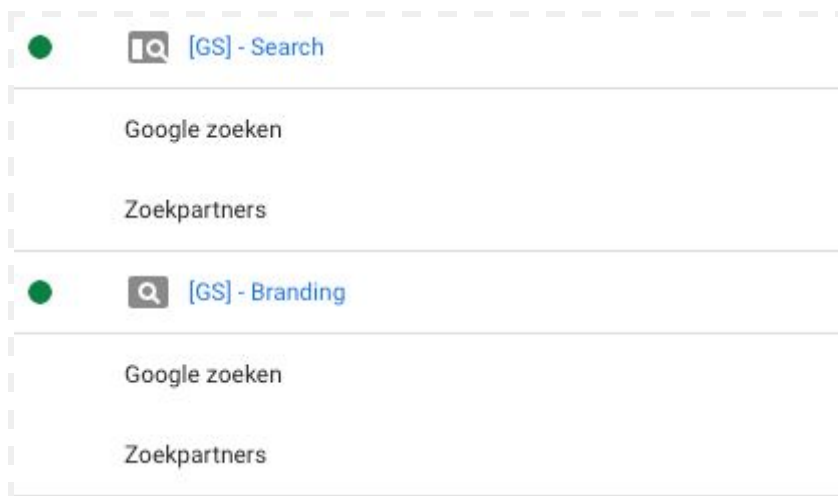 [GS] - Search
Google zoeken
Zoekpartners
[GS] - Branding
Google zoeken
Zoekpartners